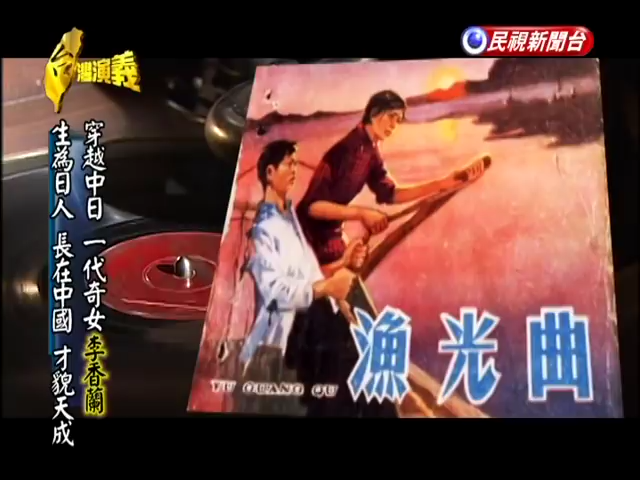 台灣演義
民視新聞台
穿越中日 一代奇女李香蘭
生為日人 長在中國 才貌天成
漁光曲
YU GUANG QU